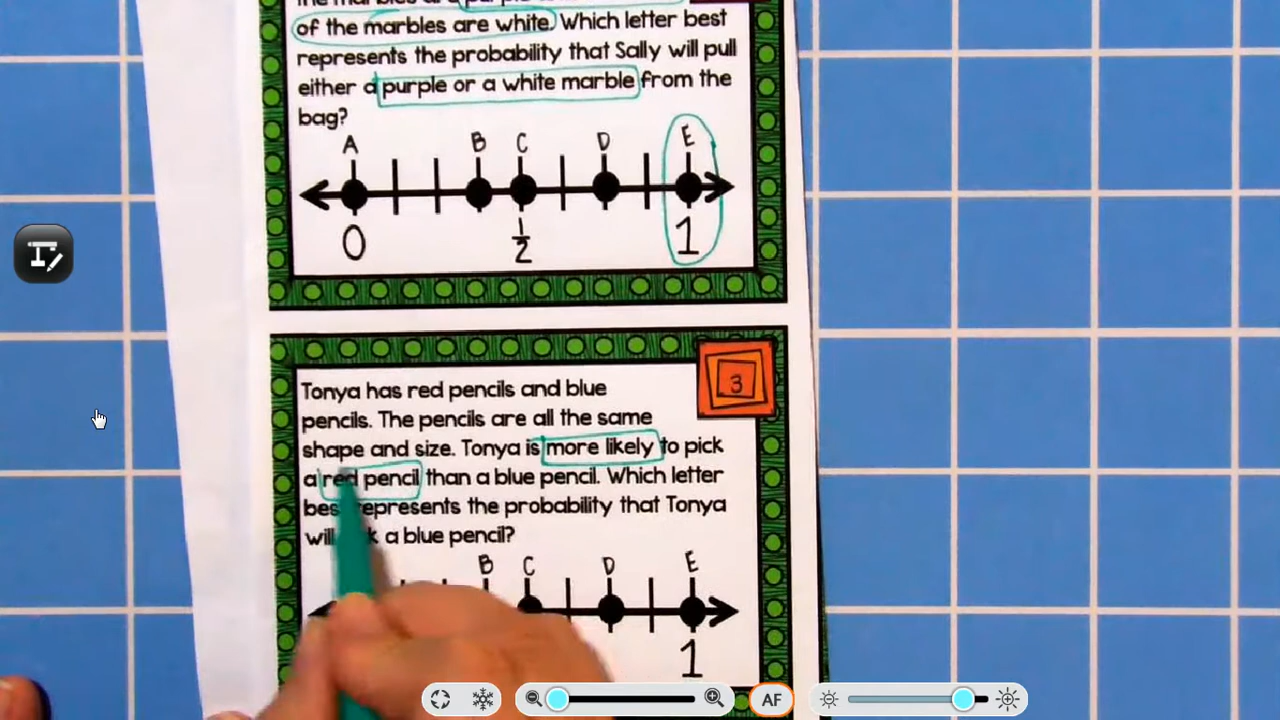 of the marbles are white. Which letter best
represents the probability that Sally will pull
either a purple or a white marble from the
bag?
A B C D E
0 1/2 1
3
Tonya has red pencils and blue
pencils. The pencils are all the same
shape and size. Tonya is more likely to pick
a red pencil than a blue pencil. Which letter
represents the probability that Tonya
a blue pencil?
B C D E
1
AF